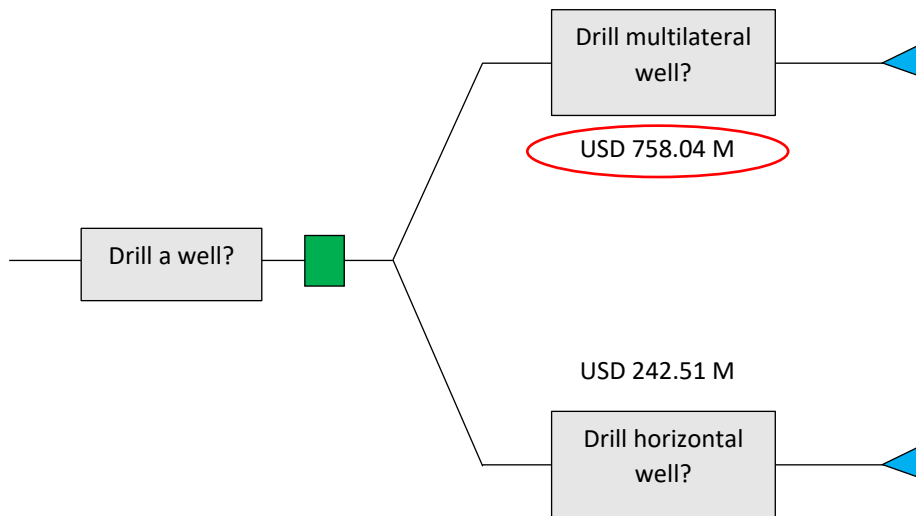 Drill multilateral
well?
USD 758.04 M
Drill a well?
USD 242.51 M
Drill horizontal
well?